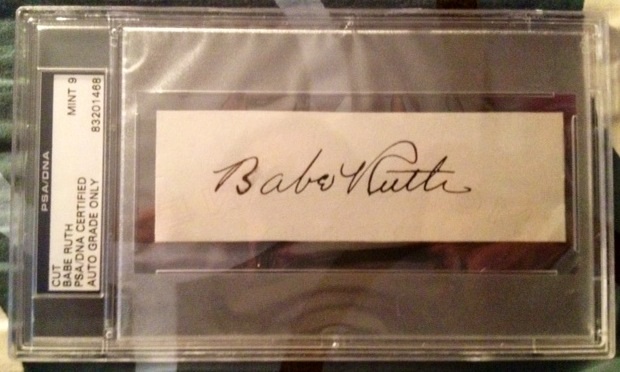 PSA/DNA
CUT
BABE RUTH
PSA/DNA CERTIFIED
AUTO GRADE ONLY
MINT 9
83201468
Babe Ruth